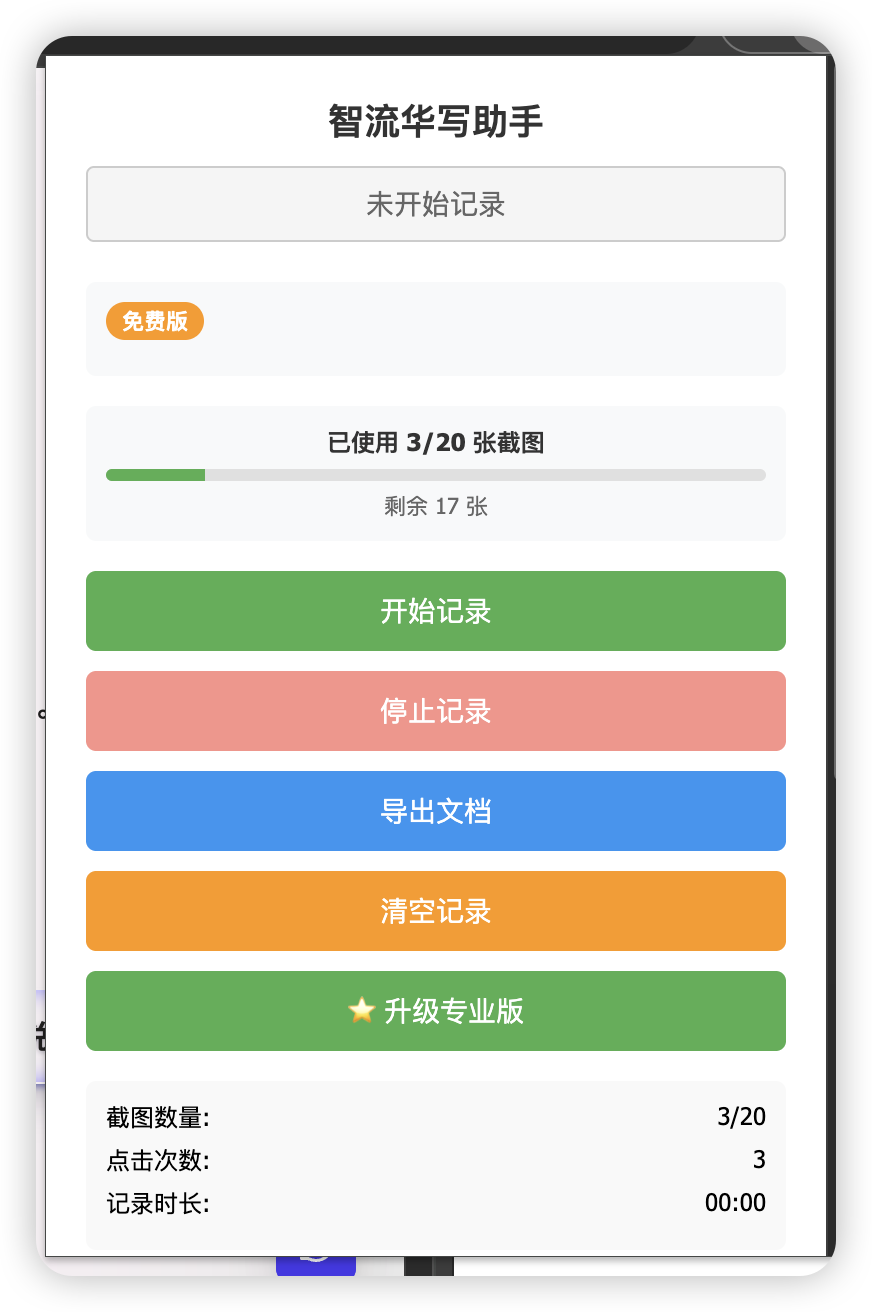 智流华写助手
未开始记录
免费版
已使用 3/20 张截图
剩余 17 张
开始记录
停止记录
导出文档
清空记录
⭐ 升级专业版
截图数量: 3/20
点击次数: 3
记录时长: 00:00